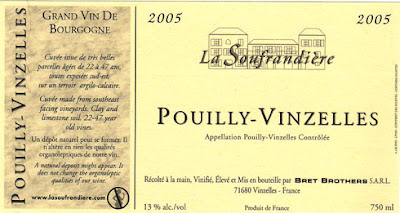 POUILLY-VINZELLES
GRAND VIN DE
BOURGOGNE
Cuvée issue de très belles
parcelles âgées de 22 à 47 ans,
toutes exposées sud-est
sur un terroir argilo-calcaire.
Cuvée made from southeast
facing vineyards. Clay and
limestone soil. 22-47 year
old vines.
Un dépôt naturel peut se former. Il
n'altère en rien les qualités
organoleptiques de notre vin.
A natural deposit might appear. It
does not change the organoleptic
qualities of our wine.
www.lasoufrandiere.com
2005
2005
La Soufrandière
POUILLY-VINZELLES
Appellation Pouilly-Vinzelles Contrôlée
Récolté à la main, Vinifié, Élevé et Mis en bouteille par BRET BROTHERS S.A.R.L.
71680 Vinzelles - France
13 % alc./vol
Produit de France
750 ml